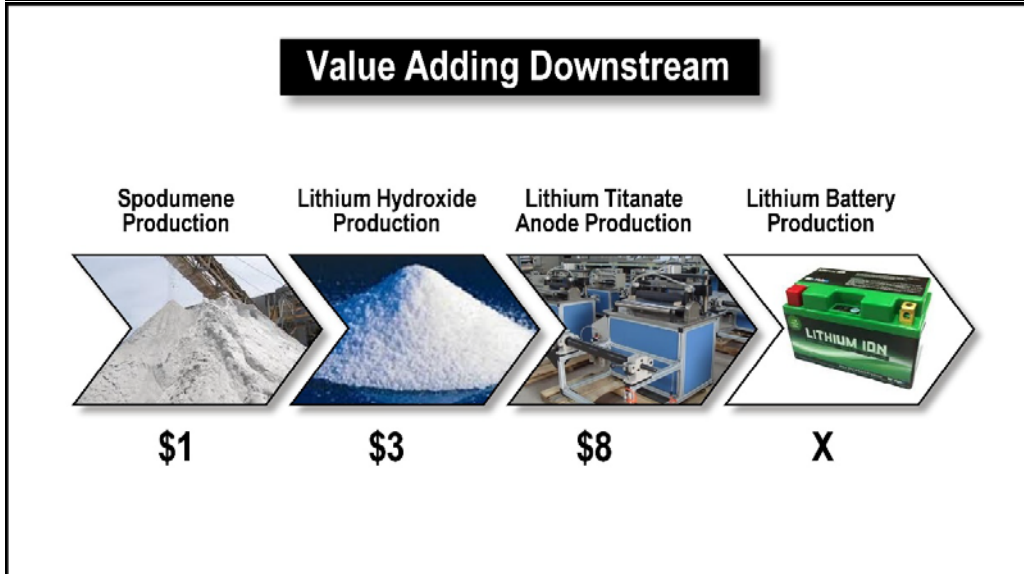 Value Adding Downstream
Spodumene
Production
Lithium Hydroxide
Production
Lithium Titanate
Anode Production
Lithium Battery
Production
LITHIUM ION
$1
$3
$8
X